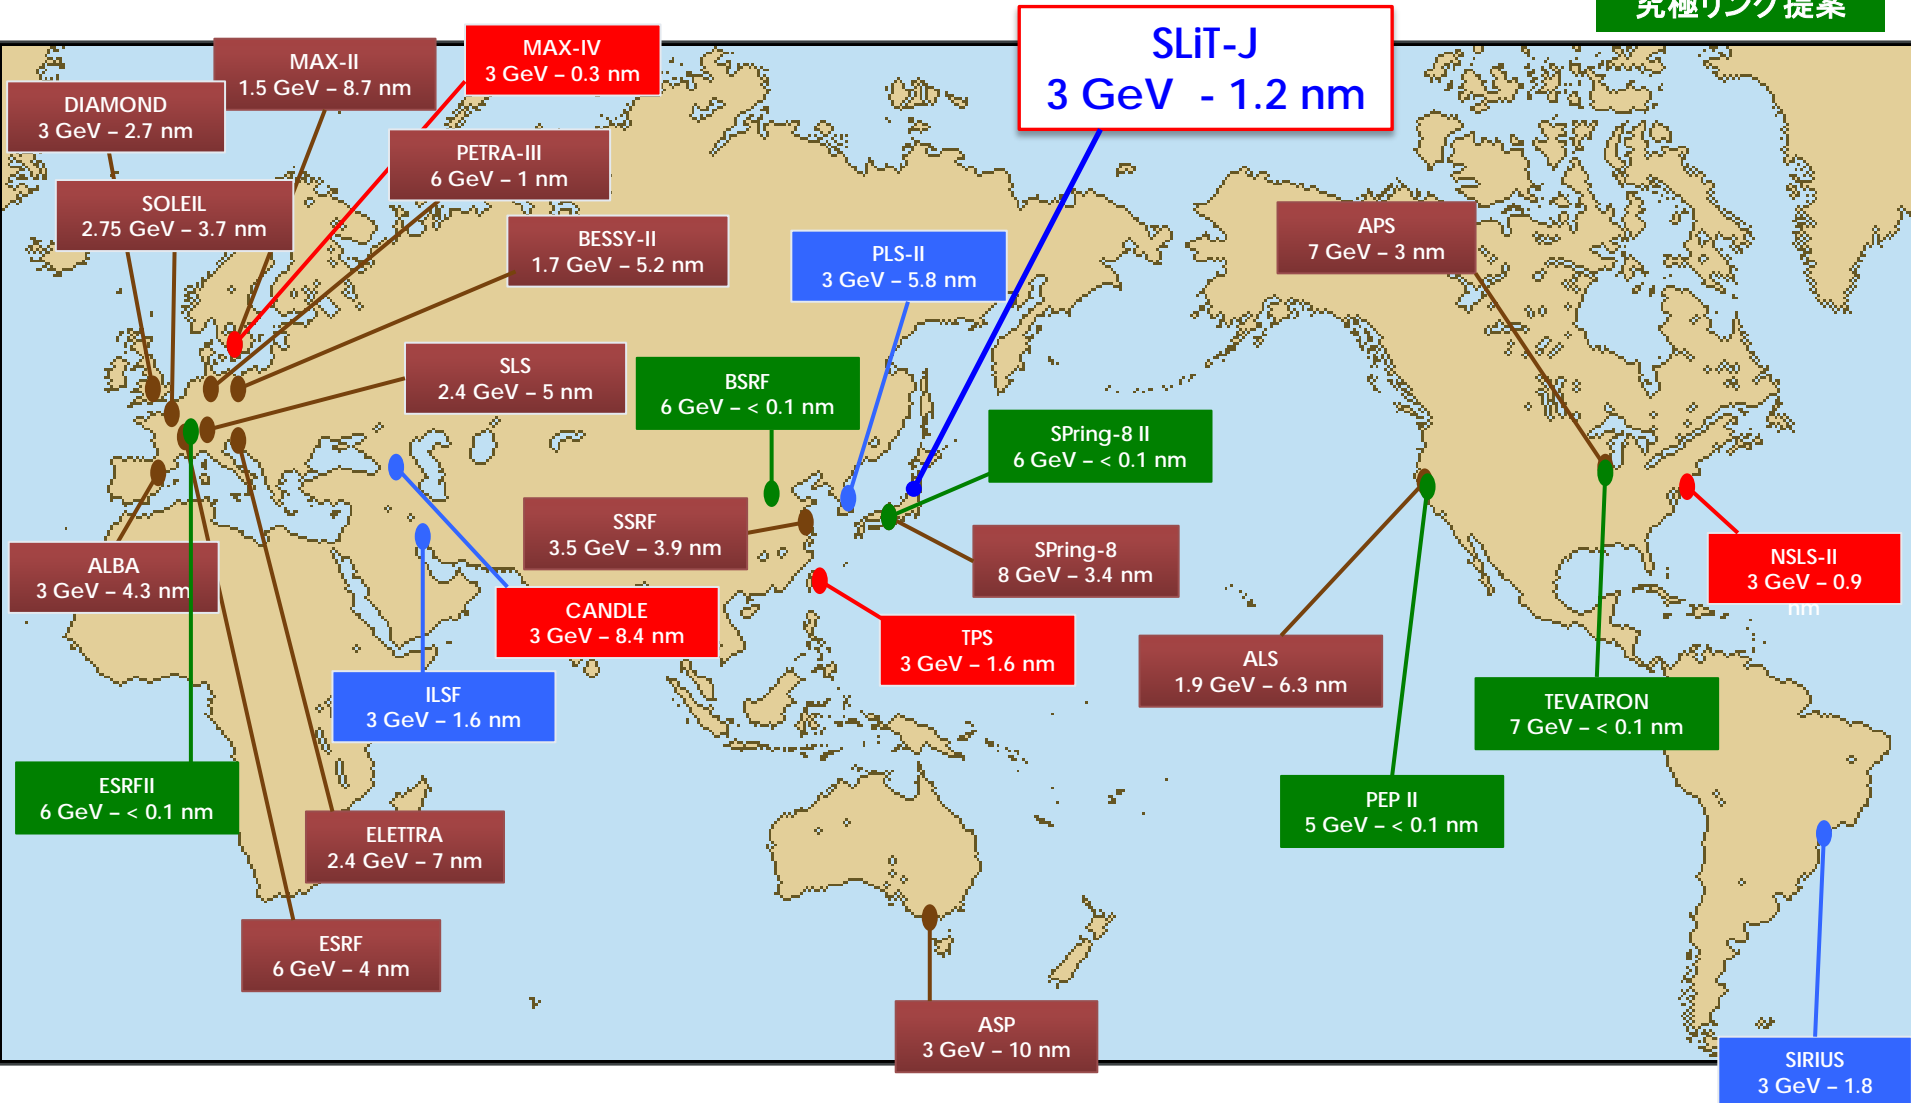 究極リング提案
SLiT-J
3 GeV - 1.2 nm
MAX-II
1.5 GeV – 8.7 nm
MAX-IV
3 GeV – 0.3 nm
DIAMOND
3 GeV – 2.7 nm
PETRA-III
6 GeV – 1 nm
SOLEIL
2.75 GeV – 3.7 nm
BESSY-II
1.7 GeV – 5.2 nm
PLS-II
3 GeV – 5.8 nm
APS
7 GeV – 3 nm
SLS
2.4 GeV – 5 nm
BSRF
6 GeV – < 0.1 nm
SPring-8 II
6 GeV – < 0.1 nm
SSRF
3.5 GeV – 3.9 nm
SPring-8
8 GeV – 3.4 nm
NSLS-II
3 GeV – 0.9
nm
ALBA
3 GeV – 4.3 nm
CANDLE
3 GeV – 8.4 nm
TPS
3 GeV – 1.6 nm
ALS
1.9 GeV – 6.3 nm
ILSF
3 GeV – 1.6 nm
TEVATRON
7 GeV – < 0.1 nm
ESRFII
6 GeV – < 0.1 nm
PEP II
5 GeV – < 0.1 nm
ELETTRA
2.4 GeV – 7 nm
ESRF
6 GeV – 4 nm
ASP
3 GeV – 10 nm
SIRIUS
3 GeV – 1.8